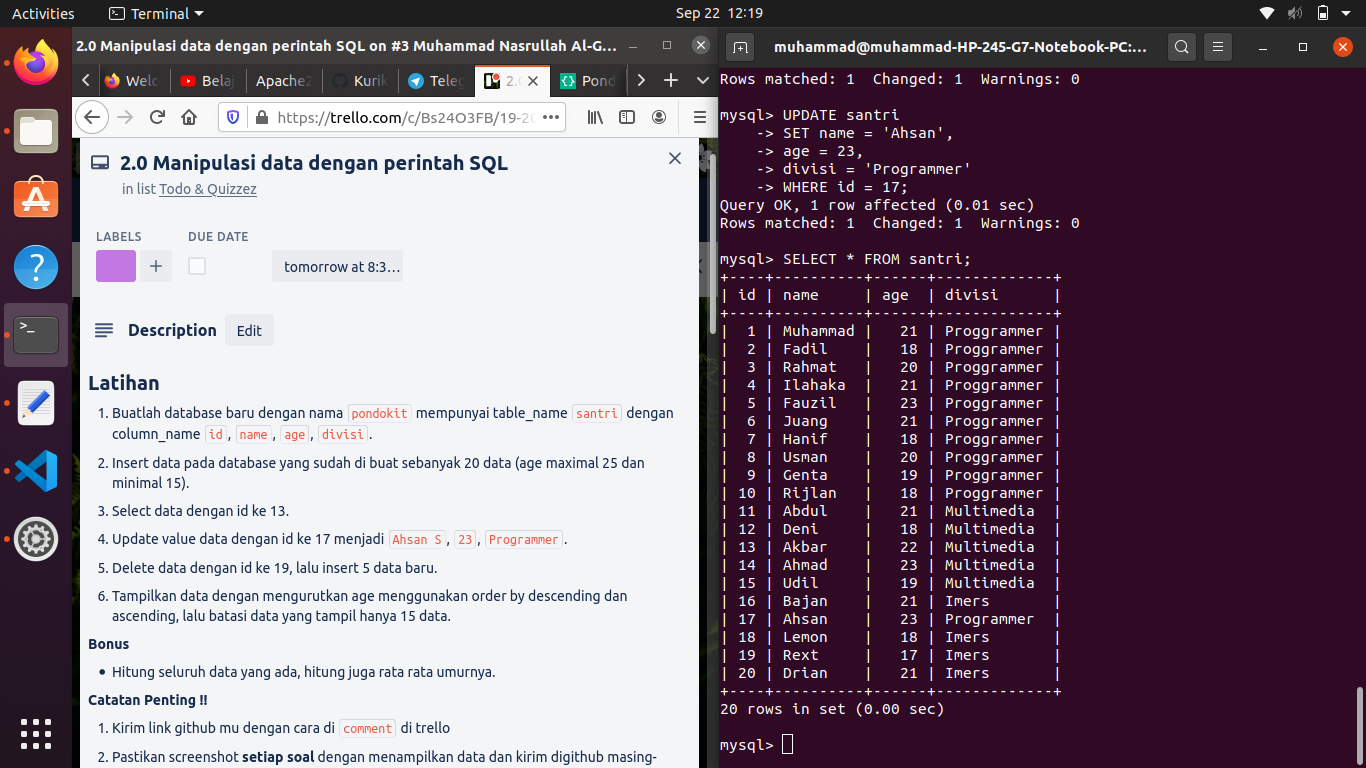 Activities
Terminal
Sep 22 12:19
2.0 Manipulasi data dengan perintah SQL on #3 Muhammad Nasrullah Al-G...
Welc
Belaj
Apache2
Kurik
Teleg
2.0
Pond
https://trello.com/c/Bs24O3FB/19-20
2.0 Manipulasi data dengan perintah SQL
in list Todo & Quizzez
LABELS
DUE DATE
tomorrow at 8:3...
Description
Edit
Latihan
1. Buatlah database baru dengan nama pondokit mempunyai table_name santri dengan
column_name id, name, age, divisi.
2. Insert data pada database yang sudah di buat sebanyak 20 data (age maximal 25 dan
minimal 15).
3. Select data dengan id ke 13.
4. Update value data dengan id ke 17 menjadi Ahsan S, 23, Programmer.
5. Delete data dengan id ke 19, lalu insert 5 data baru.
6. Tampilkan data dengan mengurutkan age menggunakan order by descending dan
ascending, lalu batasi data yang tampil hanya 15 data.
Bonus
• Hitung seluruh data yang ada, hitung juga rata rata umurnya.
Catatan Penting !!
1. Kirim link github mu dengan cara di comment di trello
2. Pastikan screenshot setiap soal dengan menampilkan data dan kirim digithub masing-
muhammad@muhammad-HP-245-G7-Notebook-PC:...
Rows matched: 1  Changed: 1  Warnings: 0
mysql> UPDATE santri
    -> SET name = 'Ahsan',
    -> age = 23,
    -> divisi = 'Programmer'
    -> WHERE id = 17;
Query OK, 1 row affected (0.01 sec)
Rows matched: 1  Changed: 1  Warnings: 0
mysql> SELECT * FROM santri;
+----+----------+------+-------------+
| id | name     | age  | divisi      |
+----+----------+------+-------------+
|  1 | Muhammad |   21 | Proggrammer |
|  2 | Fadil    |   18 | Proggrammer |
|  3 | Rahmat   |   20 | Proggrammer |
|  4 | Ilahaka  |   21 | Proggrammer |
|  5 | Fauzil   |   23 | Proggrammer |
|  6 | Juang    |   21 | Proggrammer |
|  7 | Hanif    |   18 | Proggrammer |
|  8 | Usman    |   20 | Proggrammer |
|  9 | Genta    |   19 | Proggrammer |
| 10 | Rijlan   |   18 | Proggrammer |
| 11 | Abdul    |   21 | Multimedia  |
| 12 | Deni     |   18 | Multimedia  |
| 13 | Akbar    |   22 | Multimedia  |
| 14 | Ahmad    |   23 | Multimedia  |
| 15 | Udil     |   19 | Multimedia  |
| 16 | Bajan    |   21 | Imers       |
| 17 | Ahsan    |   23 | Programmer  |
| 18 | Lemon    |   18 | Imers       |
| 19 | Rext     |   17 | Imers       |
| 20 | Drian    |   21 | Imers       |
+----+----------+------+-------------+
20 rows in set (0.00 sec)
mysql>